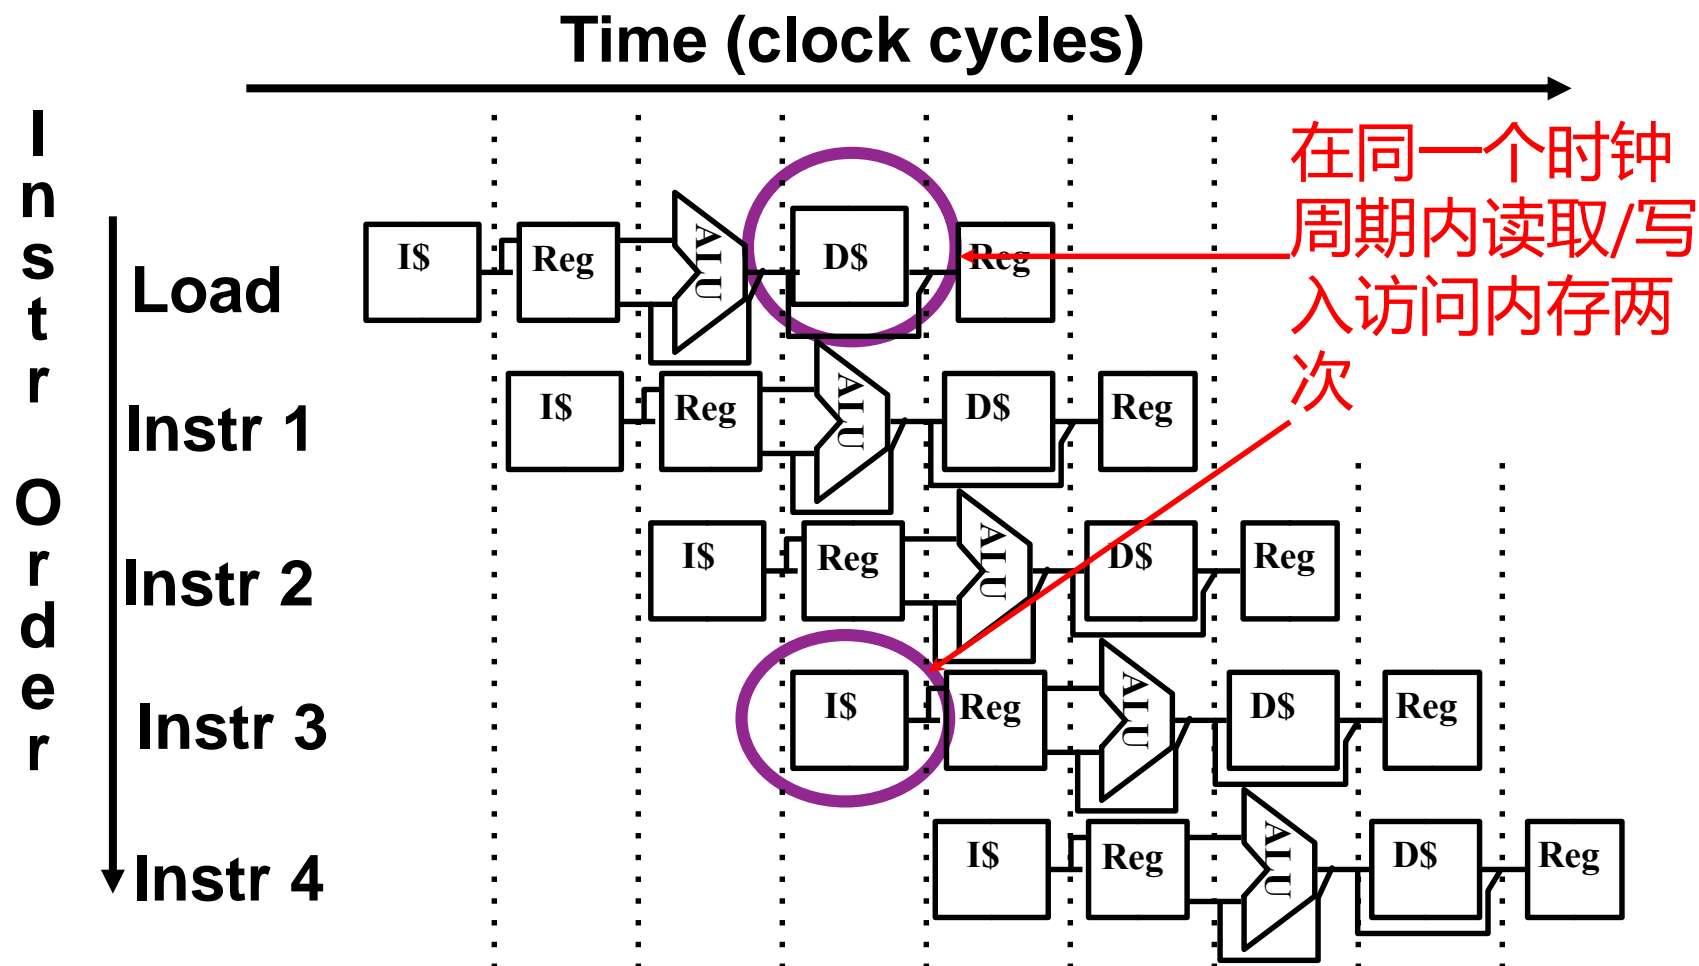 Time (clock cycles)
Instr Order
在同一个时钟
周期内读取/写
入访问内存两
次
Load
I$ Reg ALU D$ Reg
Instr 1
I$ Reg ALU D$ Reg
Instr 2
I$ Reg ALU D$ Reg
Instr 3
I$ Reg ALU D$ Reg
Instr 4
I$ Reg ALU D$ Reg